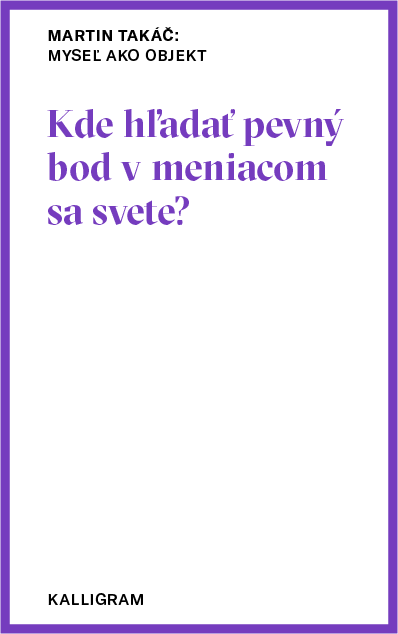 MARTIN TAKÁČ:
MYSEĽ AKO OBJEKT
Kde hľadať pevný
bod v meniacom
sa svete?
KALLIGRAM